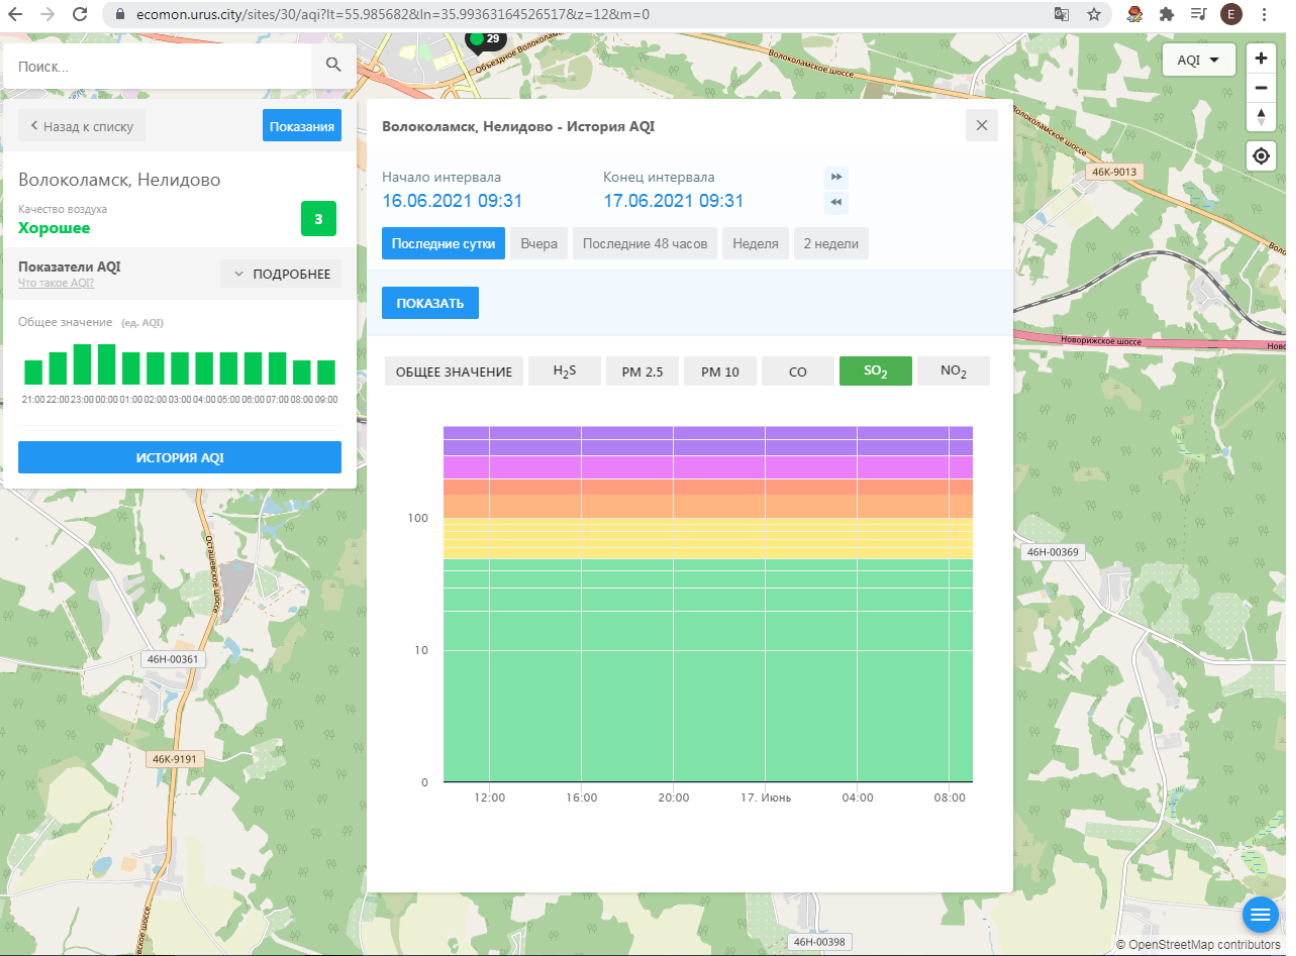 ecomon.urus.city/sites/30/aqi?lt=55.985682&ln=35.99363164526517&z=12&m=0
E
29
Объездное Волоколамск
Волоколамское шоссе
Поиск...
AQI
Назад к списку
Показания
Волоколамск, Нелидово
Качество воздуха
Хорошее
3
Показатели AQI
Что такое AQI?
ПОДРОБНЕЕ
Общее значение (ед. AQI)
21:00 22:00 23:00 00:00 01:00 02:00 03:00 04:00 05:00 06:00 07:00 08:00 09:00
ИСТОРИЯ AQI
Волоколамск, Нелидово - История AQI
Начало интервала
Конец интервала
16.06.2021 09:31
17.06.2021 09:31
Последние сутки
Вчера
Последние 48 часов
Неделя
2 недели
ПОКАЗАТЬ
ОБЩЕЕ ЗНАЧЕНИЕ
H2S
PM 2.5
PM 10
CO
SO2
NO2
100
10
0
12:00
16:00
20:00
17. Июнь
04:00
08:00
Волоколамское шоссе
46К-9013
Новорижское шоссе
46Н-00369
Осташевское шоссе
46Н-00361
46К-9191
46Н-00398
© OpenStreetMap contributors